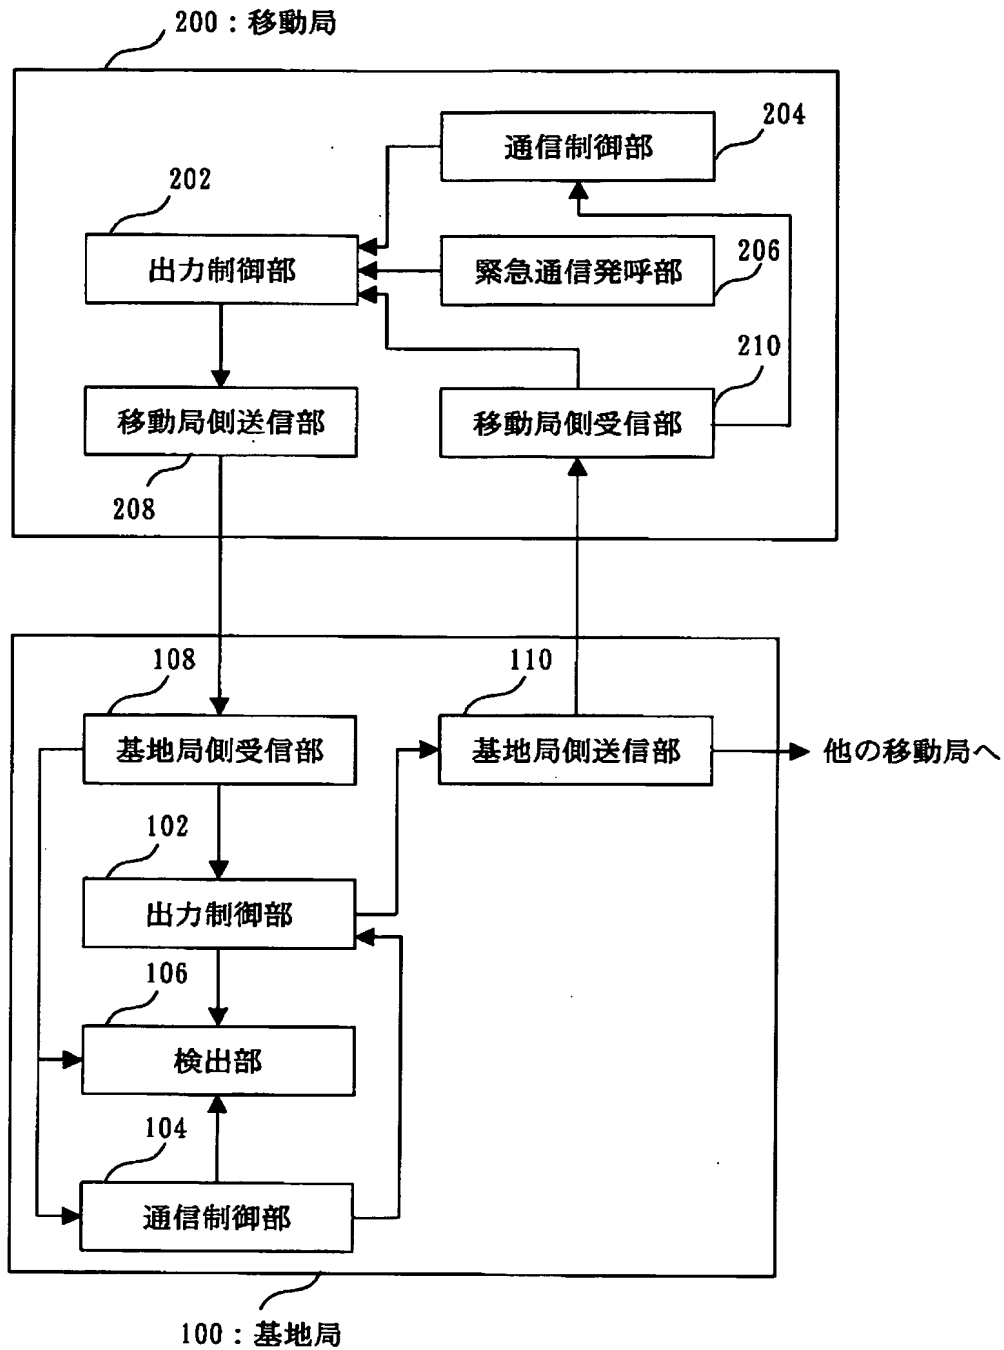 200：移動局
204
通信制御部
202
206
出力制御部
緊急通信発呼部
210
移動局側送信部
移動局側受信部
208
108
110
基地局側受信部
基地局側送信部
他の移動局へ
102
出力制御部
106
検出部
104
通信制御部
100：基地局